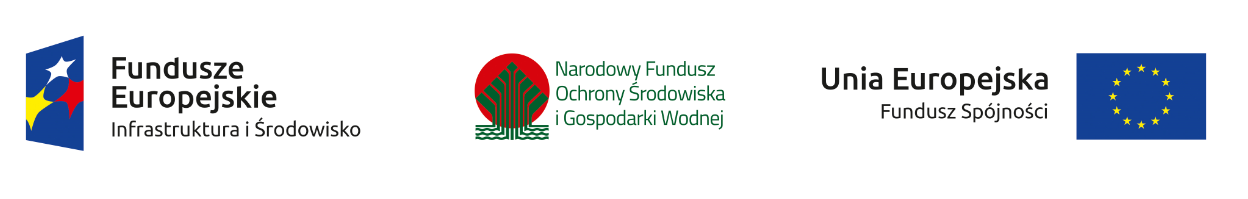 Fundusze
Europejskie
Infrastruktura i Środowisko
Narodowy Fundusz
Ochrony Środowiska
i Gospodarki Wodnej
Unia Europejska
Fundusz Spójności